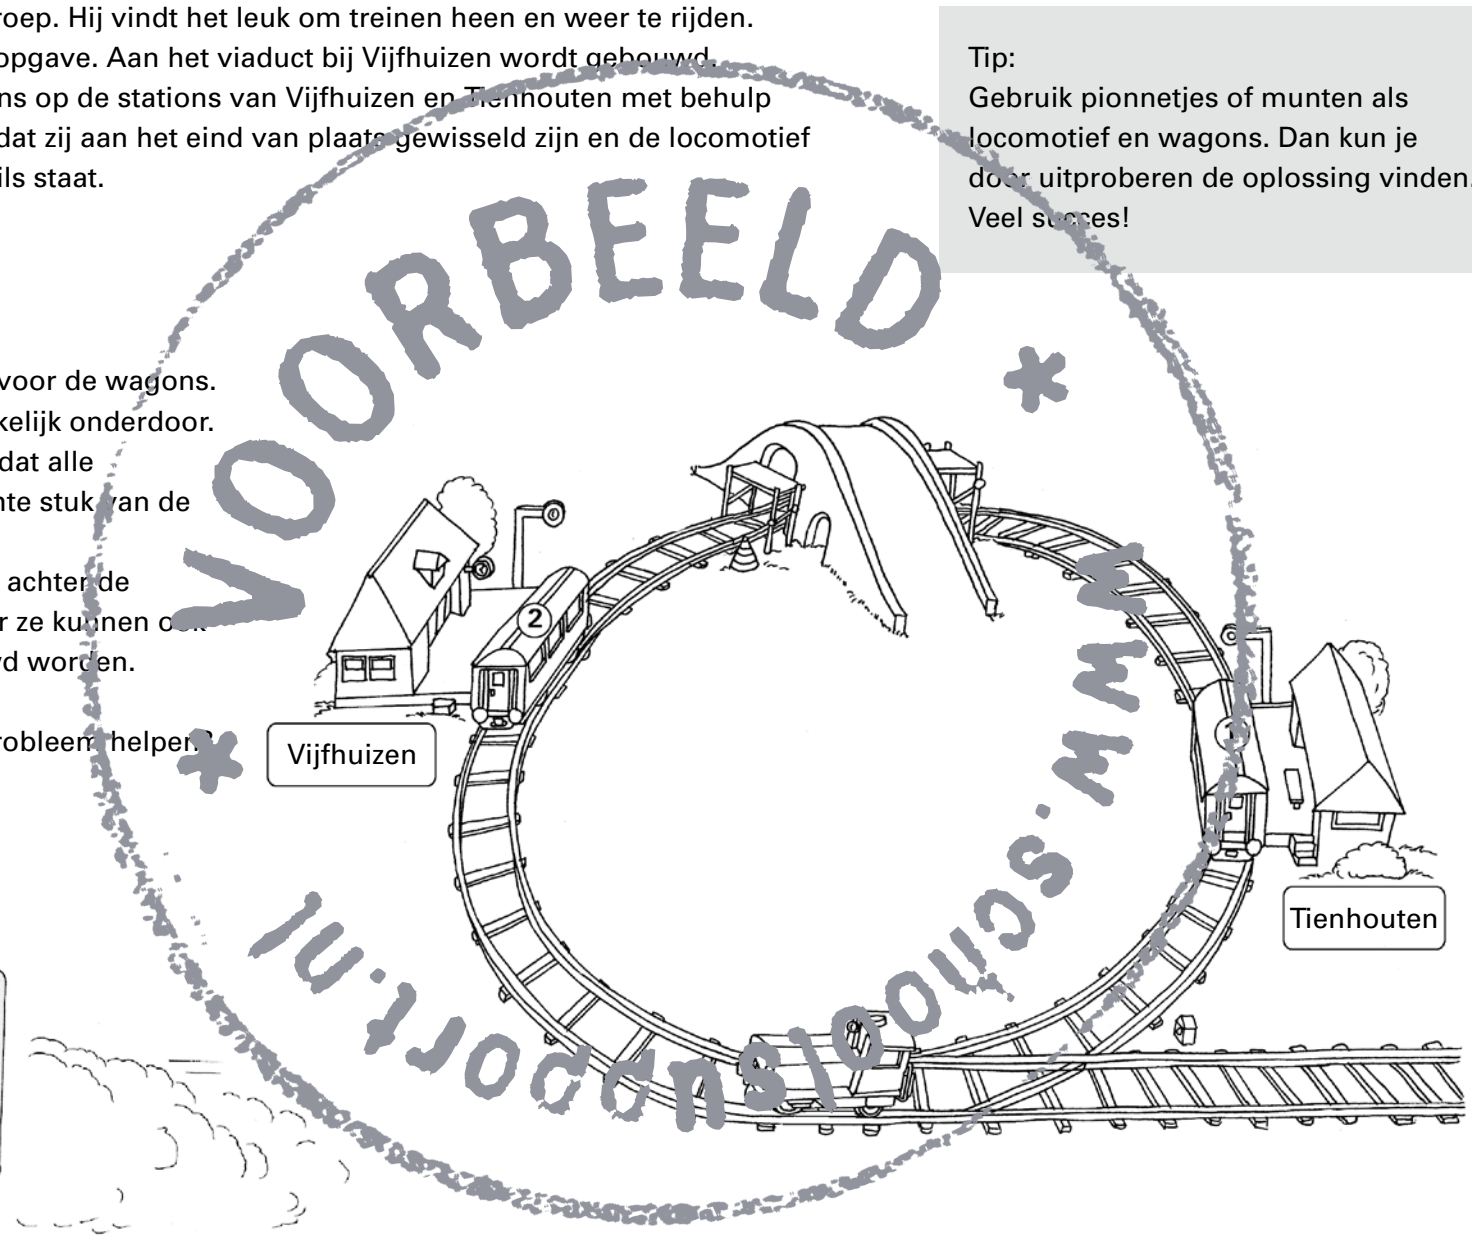 roep. Hij vindt het leuk om treinen heen en weer te rijden.
opgave. Aan het viaduct bij Vijfhuizen wordt gebouwd.
ns op de stations van Vijfhuizen en Tienhouten met behulp
dat zij aan het eind van plaats gewisseld zijn en de locomotief
ils staat.
Tip:
Gebruik pionnetjes of munten als
locomotief en wagons. Dan kun je
door uitproberen de oplossing vinden.
Veel succes!
voor de wagons.
kelijk onderdoor.
dat alle
nte stuk van de
achter de
r ze kunnen ook
d worden.
robleem helpen?
2
1
Vijfhuizen
Tienhouten
* VOORBEELD *
www.schoolsupport.nl